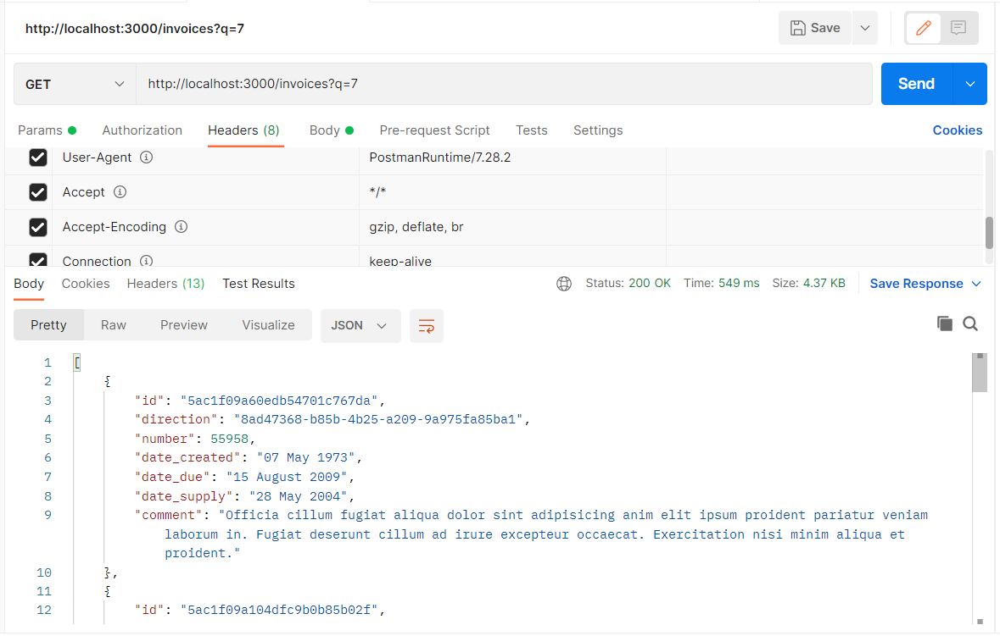 http://localhost:3000/invoices?q=7 Save
GET http://localhost:3000/invoices?q=7 Send
Params Authorization Headers (8) Body Pre-request Script Tests Settings Cookies
User-Agent PostmanRuntime/7.28.2
Accept */*
Accept-Encoding gzip, deflate, br
Connection keep-alive
Body Cookies Headers (13) Test Results Status: 200 OK Time: 549 ms Size: 4.37 KB Save Response
Pretty Raw Preview Visualize JSON
1 [
2 {
3 "id": "5ac1f09a60edb54701c767da",
4 "direction": "8ad47368-b85b-4b25-a209-9a975fa85ba1",
5 "number": 55958,
6 "date_created": "07 May 1973",
7 "date_due": "15 August 2009",
8 "date_supply": "28 May 2004",
9 "comment": "Officia cillum fugiat aliqua dolor sint adipisicing anim elit ipsum proident pariatur veniam
laborum in. Fugiat deserunt cillum ad irure excepteur occaecat. Exercitation nisi minim aliqua et
proident."
10 },
11 {
12 "id": "5ac1f09a104dfc9b0b85b02f",